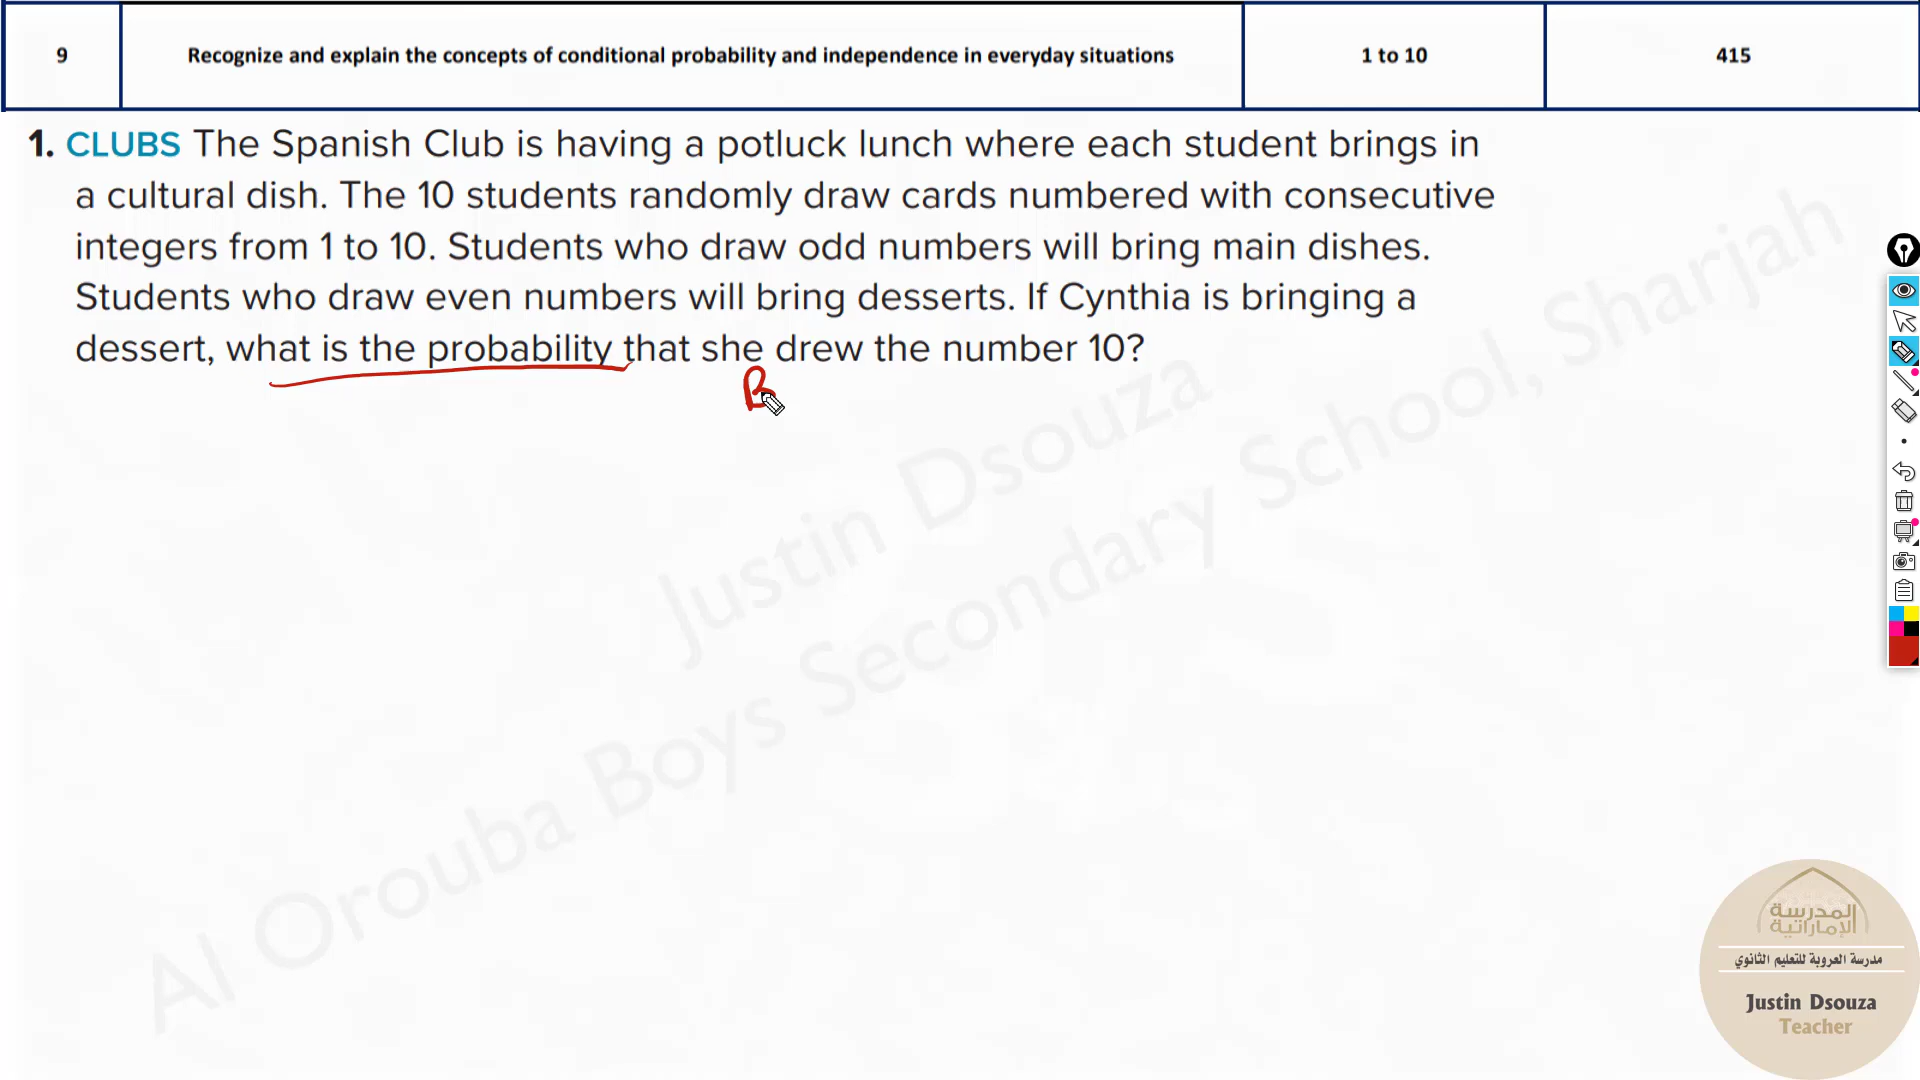 9
Recognize and explain the concepts of conditional probability and independence in everyday situations
1 to 10
415
1. CLUBS The Spanish Club is having a potluck lunch where each student brings in
a cultural dish. The 10 students randomly draw cards numbered with consecutive
integers from 1 to 10. Students who draw odd numbers will bring main dishes.
Students who draw even numbers will bring desserts. If Cynthia is bringing a
dessert, what is the probability that she drew the number 10?
B
Justin Dsouza
Al Orouba Boys Secondary School, Sharjah
المدرسة
الإماراتية
مدرسة العروبة للتعليم الثانوي
Justin Dsouza
Teacher